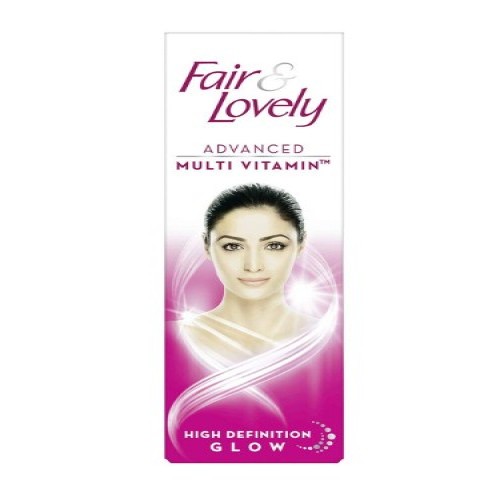 Fair &
Lovely
ADVANCED
MULTI VITAMIN™
HIGH DEFINITION
GLOW